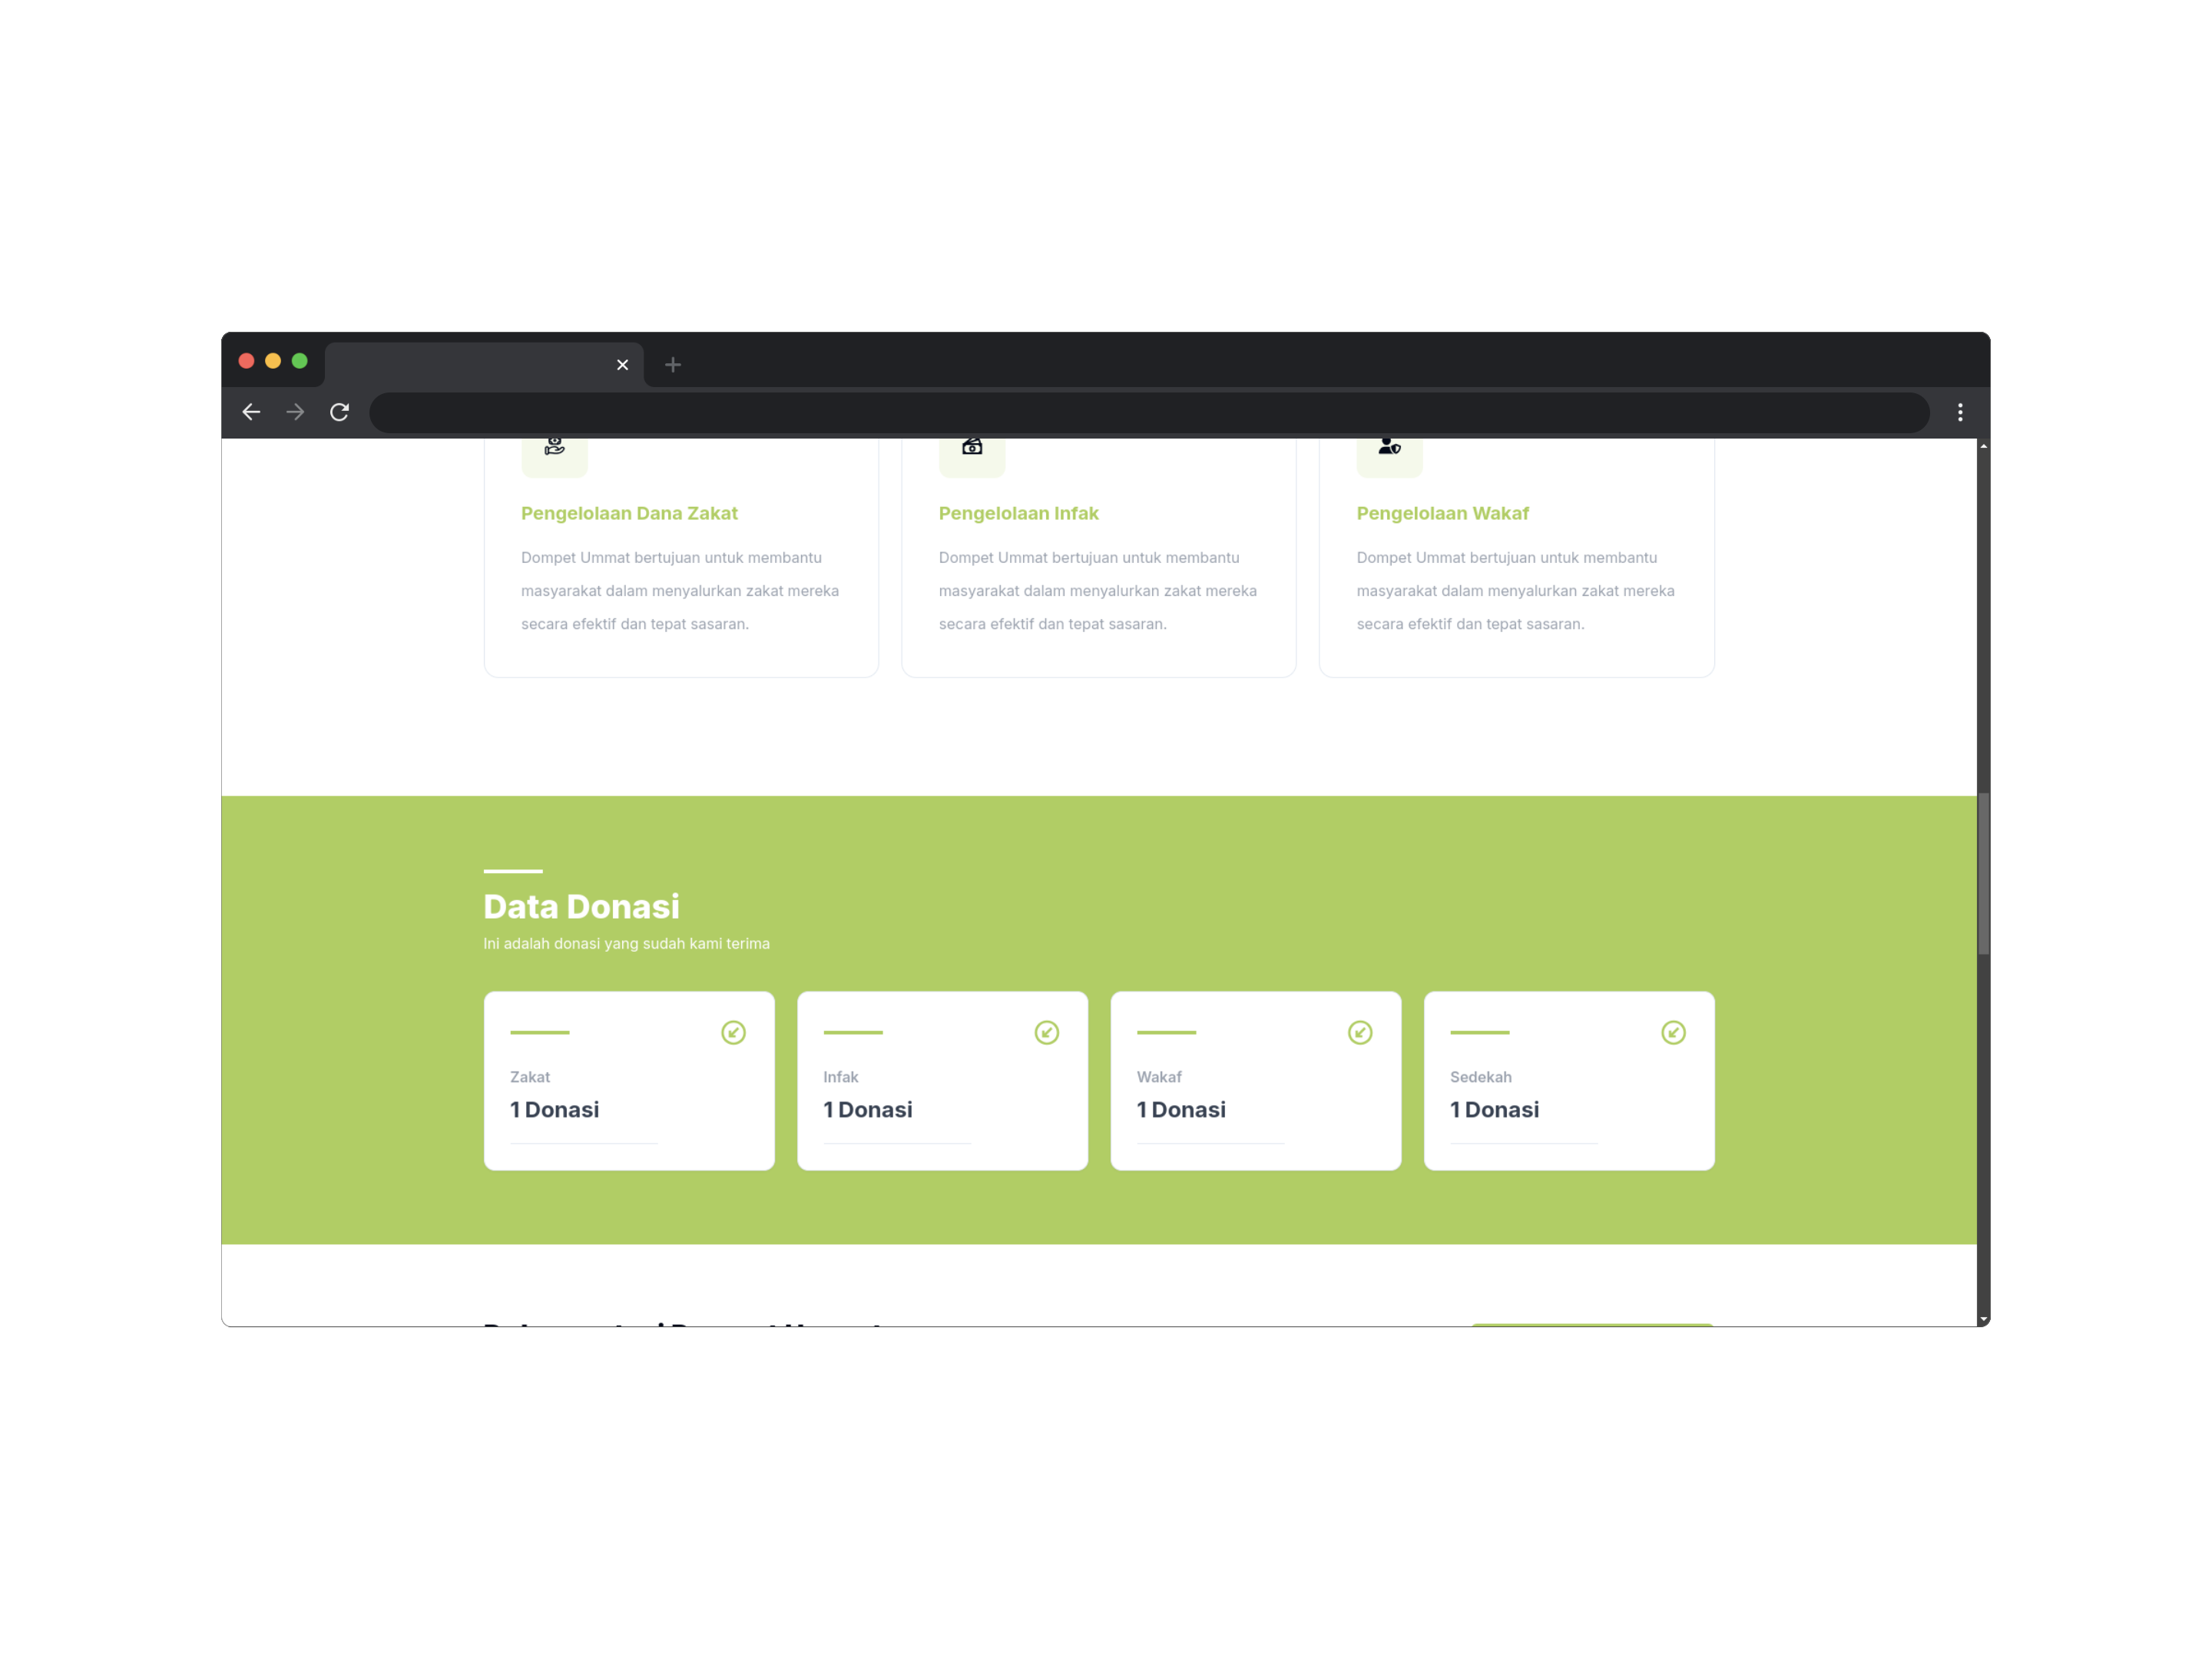 Pengelolaan Dana Zakat
Dompet Ummat bertujuan untuk membantu
masyarakat dalam menyalurkan zakat mereka
secara efektif dan tepat sasaran.
Pengelolaan Infak
Dompet Ummat bertujuan untuk membantu
masyarakat dalam menyalurkan zakat mereka
secara efektif dan tepat sasaran.
Pengelolaan Wakaf
Dompet Ummat bertujuan untuk membantu
masyarakat dalam menyalurkan zakat mereka
secara efektif dan tepat sasaran.
Data Donasi
Ini adalah donasi yang sudah kami terima
Zakat
1 Donasi
Infak
1 Donasi
Wakaf
1 Donasi
Sedekah
1 Donasi